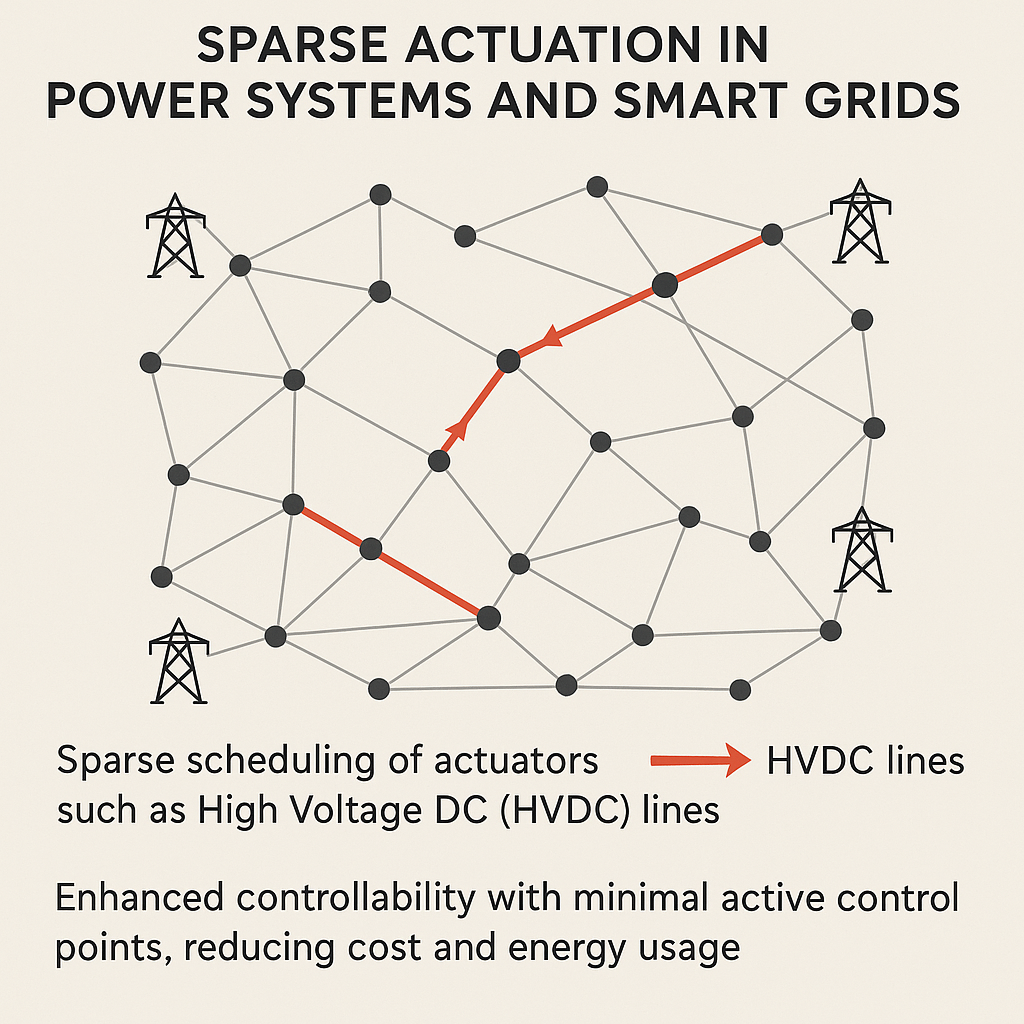 SPARSE ACTUATION IN
POWER SYSTEMS AND SMART GRIDS
Sparse scheduling of actuators
such as High Voltage DC (HVDC) lines
HVDC lines
Enhanced controllability with minimal active control
points, reducing cost and energy usage